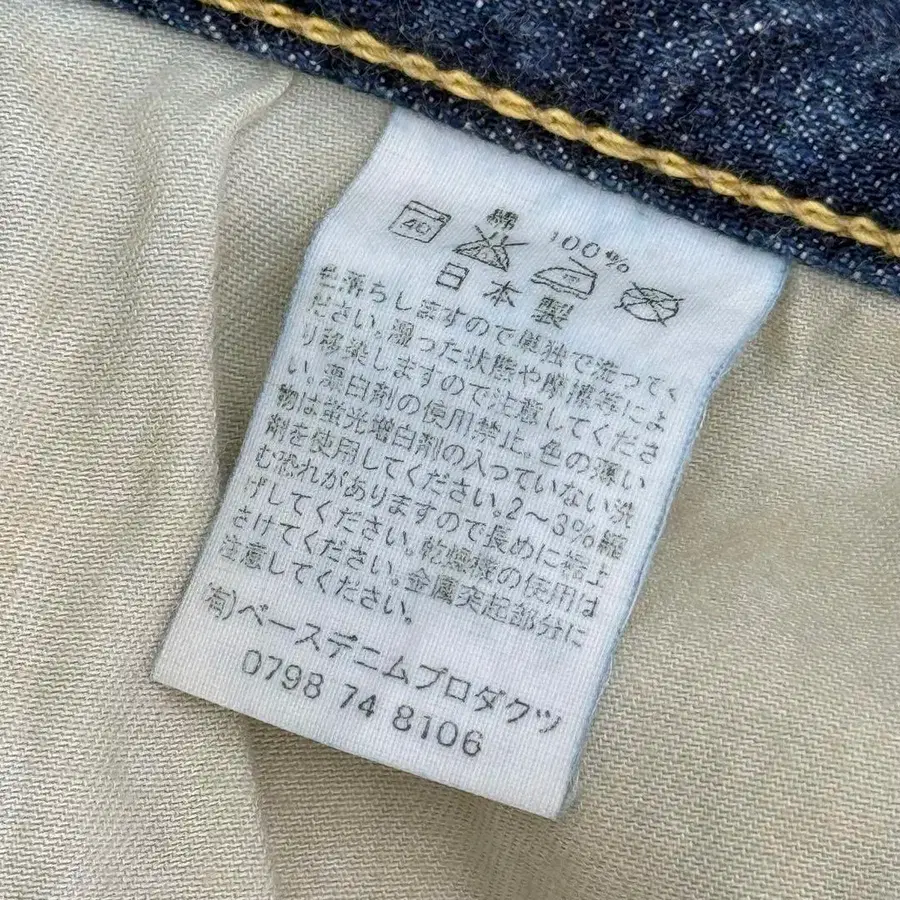 綿 100%
40
日本製
色落ちしますので単独で洗ってく
ださい。湿った状態や摩擦等によ
り移染しますので注意してくださ
い。漂白剤の使用禁止。色の薄い
物は蛍光増白剤の入っていない洗
剤を使用してください。2～3%縮
む恐れがありますので長めに裾上
げしてください。乾燥機の使用は
さけてください。金属突起部分に
注意してください。
有)ベースデニムプロダクツ
0798 74 8106